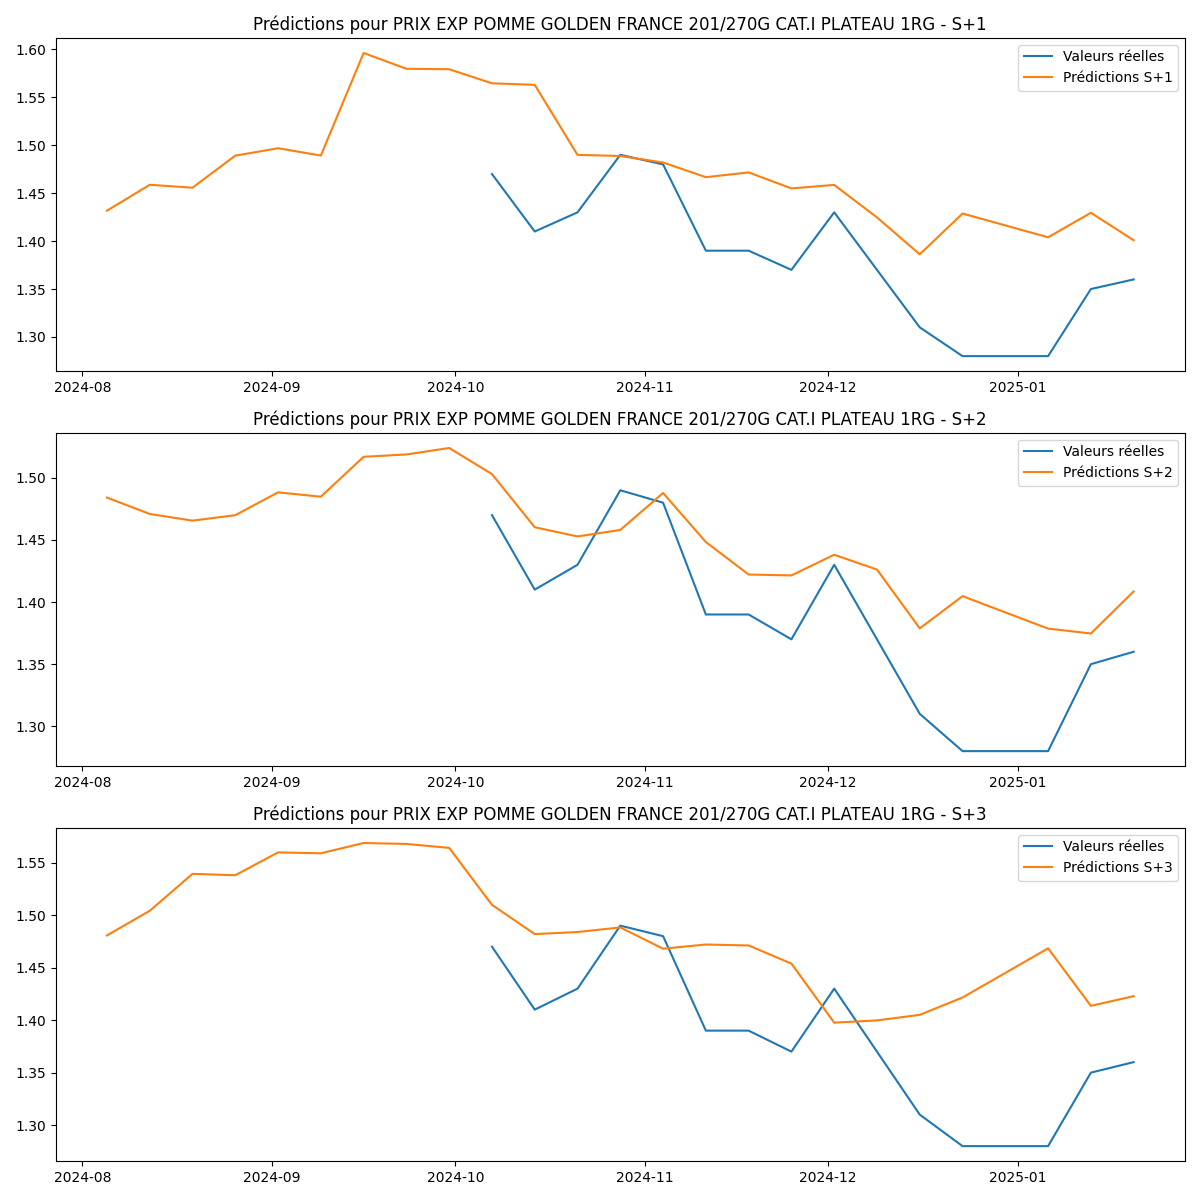 Prédictions pour PRIX EXP POMME GOLDEN FRANCE 201/270G CAT.I PLATEAU 1RG - S+1
1.60
1.55
1.50
1.45
1.40
1.35
1.30
Valeurs réelles
Prédictions S+1
2024-08 2024-09 2024-10 2024-11 2024-12 2025-01
Prédictions pour PRIX EXP POMME GOLDEN FRANCE 201/270G CAT.I PLATEAU 1RG - S+2
1.50
1.45
1.40
1.35
1.30
Valeurs réelles
Prédictions S+2
2024-08 2024-09 2024-10 2024-11 2024-12 2025-01
Prédictions pour PRIX EXP POMME GOLDEN FRANCE 201/270G CAT.I PLATEAU 1RG - S+3
1.55
1.50
1.45
1.40
1.35
1.30
Valeurs réelles
Prédictions S+3
2024-08 2024-09 2024-10 2024-11 2024-12 2025-01